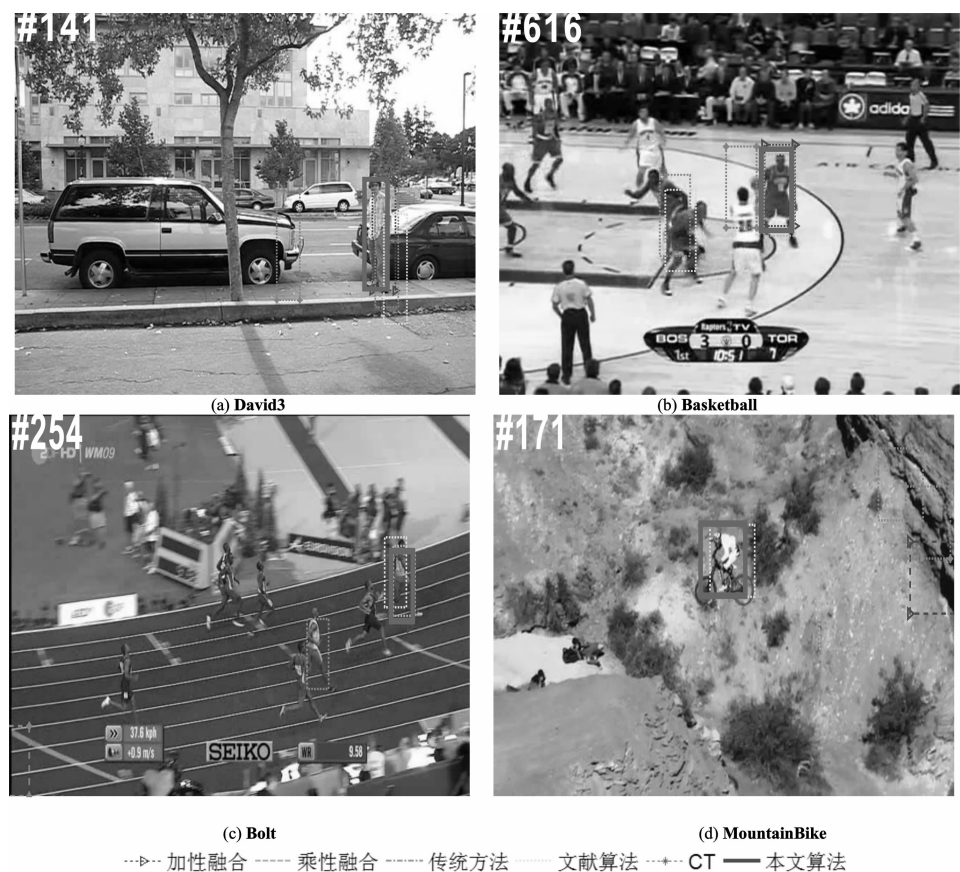 #141
#616
adidas
Raptors TV
BOS 3 0 TOR
1st 10:51 7
(a) David3
(b) Basketball
#254
#171
HD WM09
37.6 kph
+0.9 m/s
SEIKO
WR 9.58
(c) Bolt
(d) MountainBike
加性融合 乘性融合 传统方法 文献算法 CT 本文算法